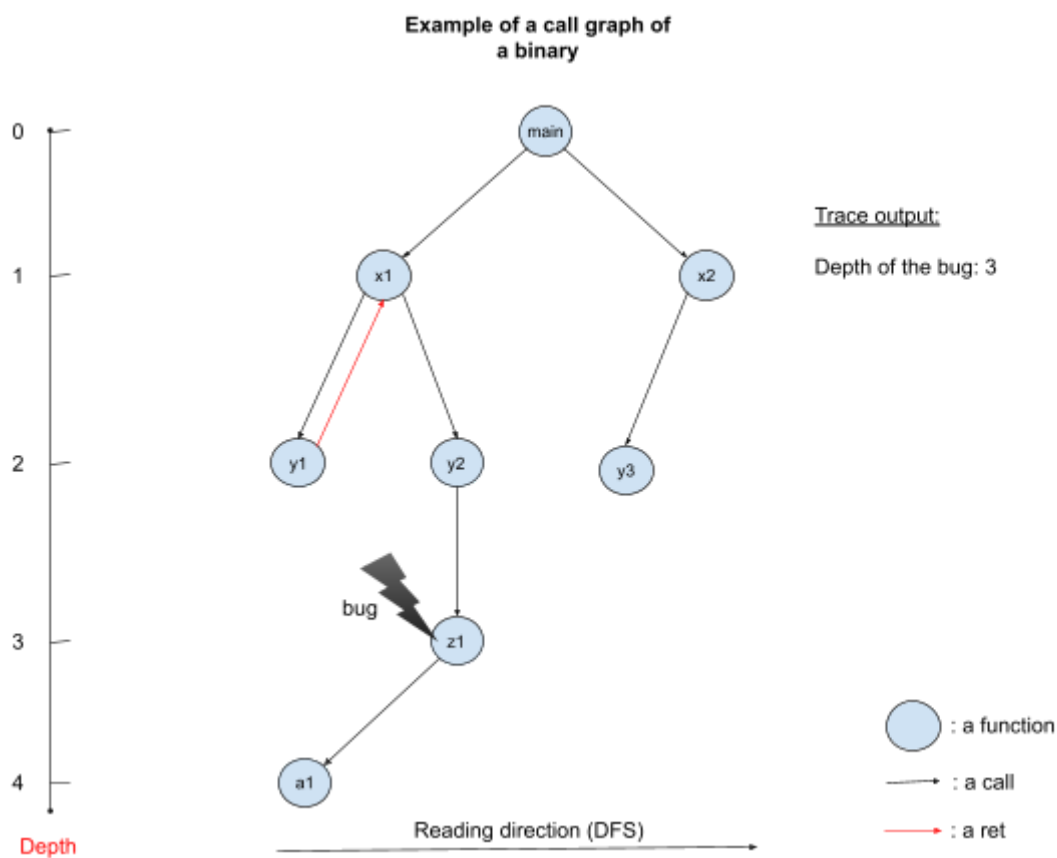 Example of a call graph of
a binary
0
main
Trace output:
Depth of the bug: 3
1
x1
x2
2
y1
y2
y3
bug
3
z1
: a function
4
a1
: a call
Reading direction (DFS)
: a ret
Depth